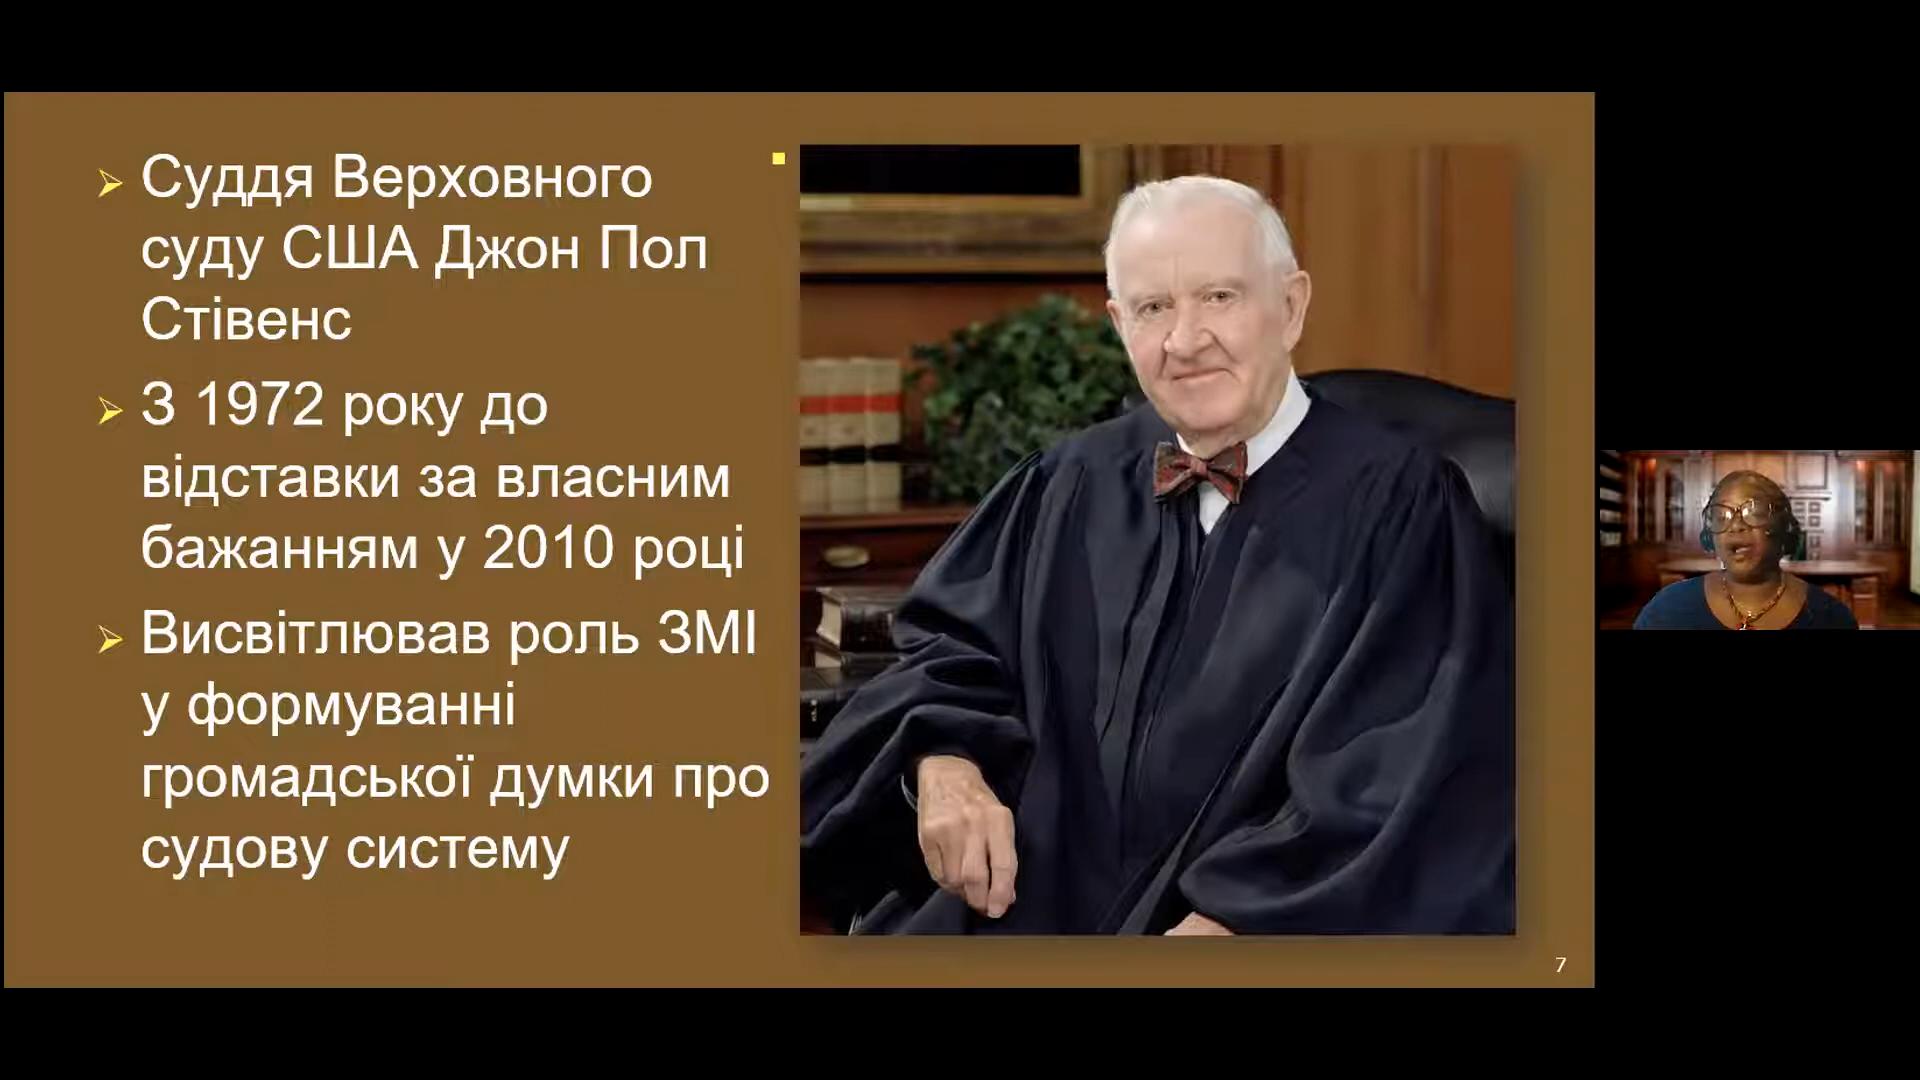 Суддя Верховного
суду США Джон Пол
Стівенс
З 1972 року до
відставки за власним
бажанням у 2010 році
Висвітлював роль ЗМІ
у формуванні
громадської думки про
судову систему
7